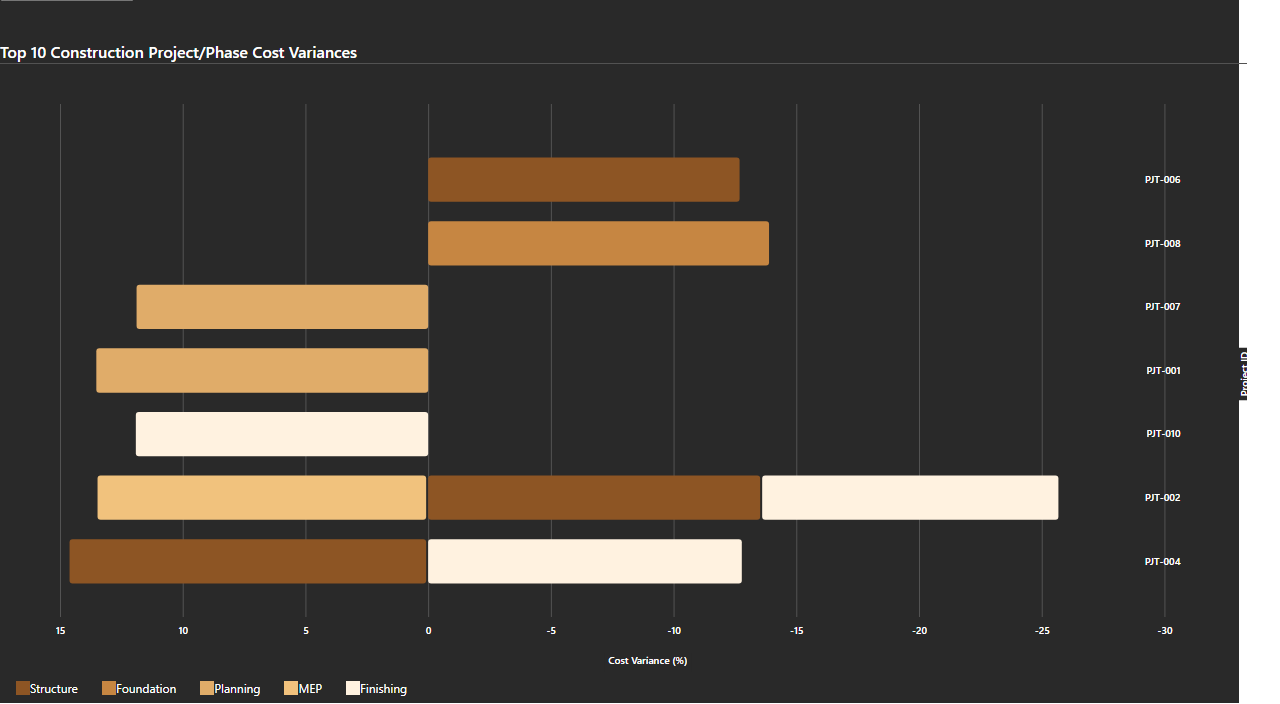 Top 10 Construction Project/Phase Cost Variances
PJT-006
PJT-008
PJT-007
PJT-001
PJT-010
PJT-002
PJT-004
Project ID
15 10 5 0 -5 -10 -15 -20 -25 -30
Cost Variance (%)
Structure Foundation Planning MEP Finishing